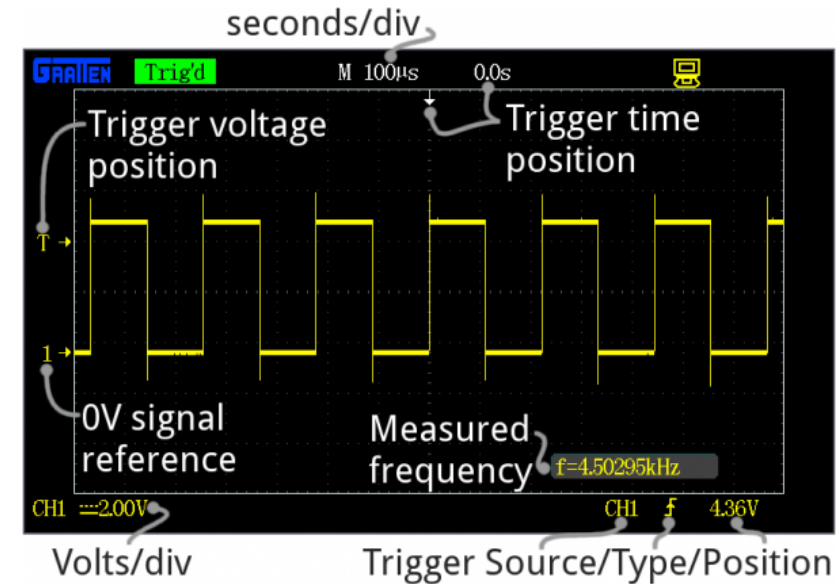 seconds/div
GRATTEN Trig'd M 100μs 0.0s
Trigger voltage
position
Trigger time
position
T
1
0V signal
reference
Measured
frequency
f=4.50295kHz
CH1 2.00V CH1 4.36V
Volts/div Trigger Source/Type/Position